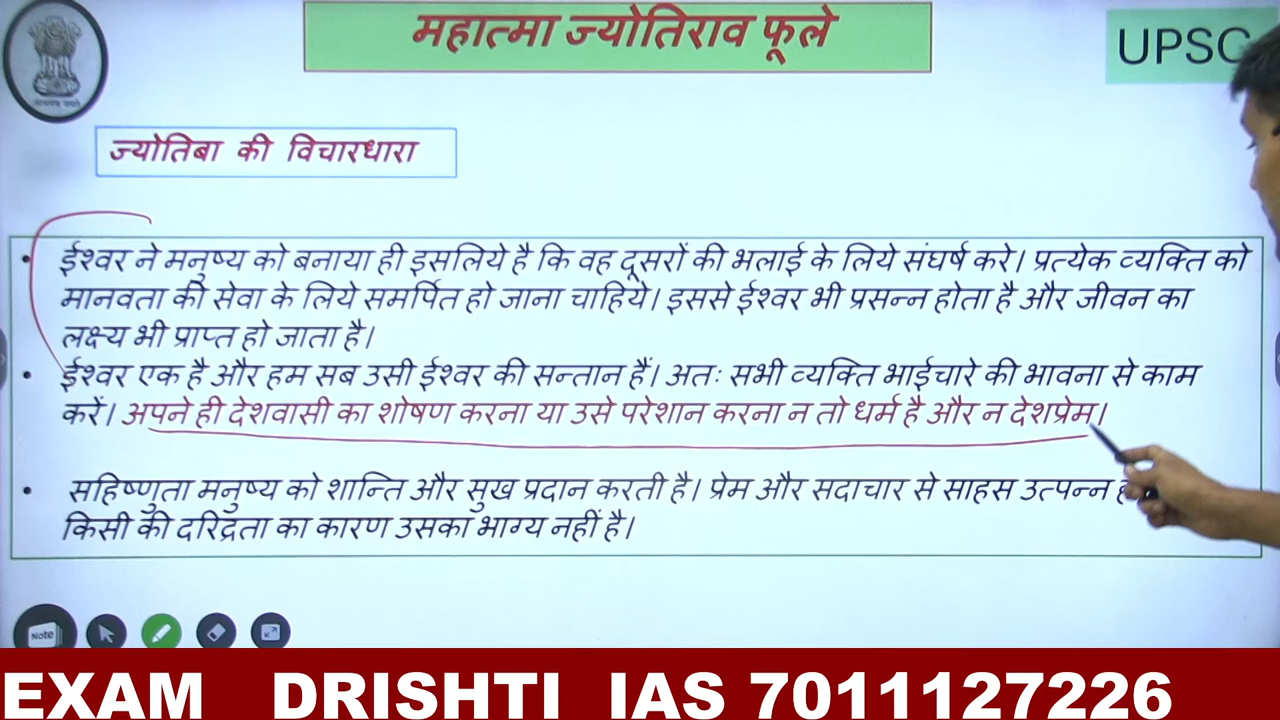 महात्मा ज्योतिराव फूले
UPSC
ज्योतिबा की विचारधारा
• ईश्वर ने मनुष्य को बनाया ही इसलिये है कि वह दूसरों की भलाई के लिये संघर्ष करे। प्रत्येक व्यक्ति को
मानवता की सेवा के लिये समर्पित हो जाना चाहिये। इससे ईश्वर भी प्रसन्न होता है और जीवन का
लक्ष्य भी प्राप्त हो जाता है।
• ईश्वर एक है और हम सब उसी ईश्वर की सन्तान हैं। अतः सभी व्यक्ति भाईचारे की भावना से काम
करें। अपने ही देशवासी का शोषण करना या उसे परेशान करना न तो धर्म है और न देशप्रेम।
• सहिष्णुता मनुष्य को शान्ति और सुख प्रदान करती है। प्रेम और सदाचार से साहस उत्पन्न
किसी की दरिद्रता का कारण उसका भाग्य नहीं है।
Note
EXAM DRISHTI IAS 7011127226